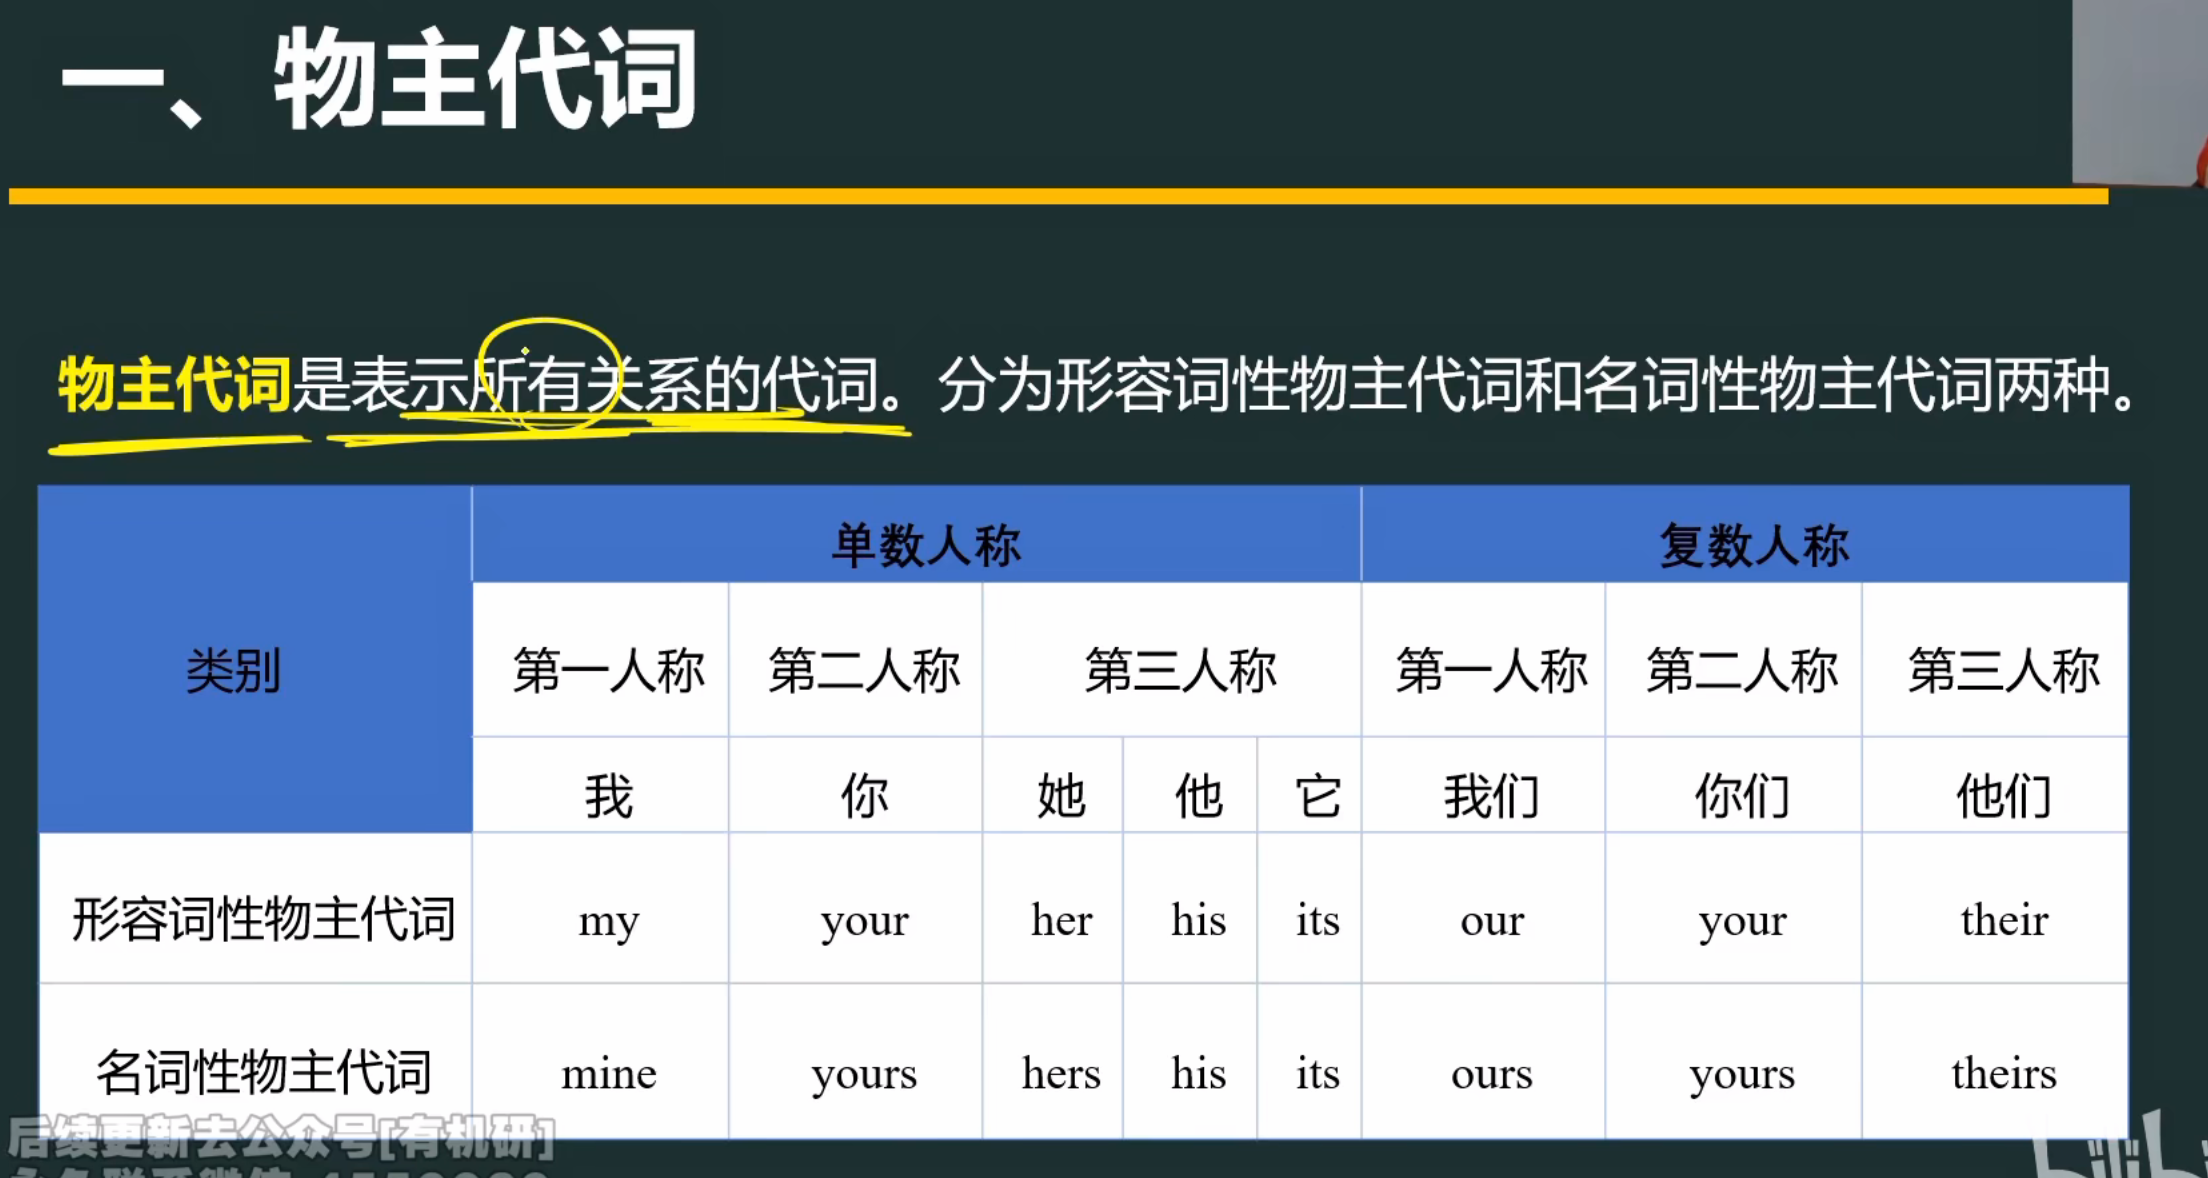 一、物主代词
物主代词是表示所有关系的代词。分为形容词性物主代词和名词性物主代词两种。
类别 单数人称 复数人称
第一人称 第二人称 第三人称 第一人称 第二人称 第三人称
我 你 她 他 它 我们 你们 他们
形容词性物主代词 my your her his its our your their
名词性物主代词 mine yours hers his its ours yours theirs
后续更新去公众号[有机研]